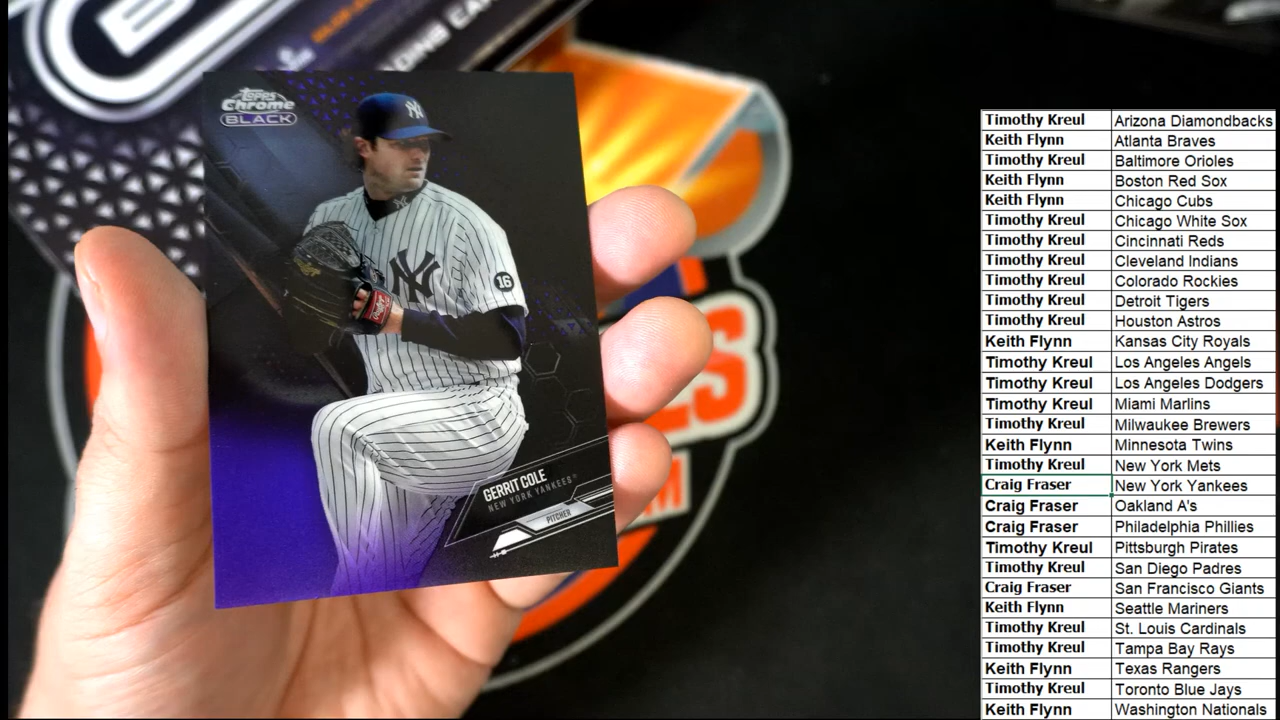 TRADING CAR
Topps
Chrome
BLACK
NY
NY
NY
16
GERRIT COLE
NEW YORK YANKEES
PITCHER
Timothy Kreul Arizona Diamondbacks
Keith Flynn Atlanta Braves
Timothy Kreul Baltimore Orioles
Keith Flynn Boston Red Sox
Keith Flynn Chicago Cubs
Timothy Kreul Chicago White Sox
Timothy Kreul Cincinnati Reds
Timothy Kreul Cleveland Indians
Timothy Kreul Colorado Rockies
Timothy Kreul Detroit Tigers
Timothy Kreul Houston Astros
Keith Flynn Kansas City Royals
Timothy Kreul Los Angeles Angels
Timothy Kreul Los Angeles Dodgers
Timothy Kreul Miami Marlins
Timothy Kreul Milwaukee Brewers
Keith Flynn Minnesota Twins
Timothy Kreul New York Mets
Craig Fraser New York Yankees
Craig Fraser Oakland A's
Craig Fraser Philadelphia Phillies
Timothy Kreul Pittsburgh Pirates
Timothy Kreul San Diego Padres
Craig Fraser San Francisco Giants
Keith Flynn Seattle Mariners
Timothy Kreul St. Louis Cardinals
Timothy Kreul Tampa Bay Rays
Keith Flynn Texas Rangers
Timothy Kreul Toronto Blue Jays
Keith Flynn Washington Nationals